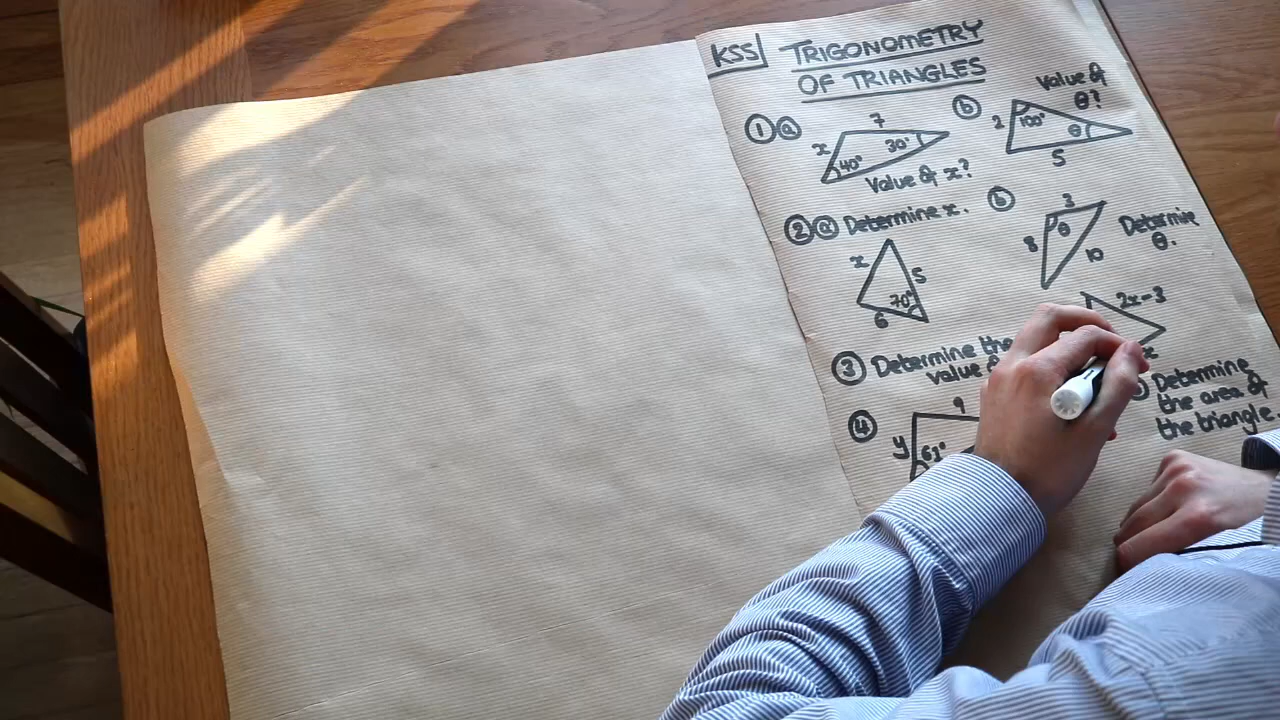 KSS
TRIGONOMETRY
OF TRIANGLES
1 a
7
x
40°
30°
Value of x?
b
Value of
θ?
2
100°
θ
5
2 a Determine x.
x
5
70°
6
b
3
θ
8
10
Determine
θ.
3 Determine the
value
2x-3
x
4
9
y
Determine
the area of
the triangle.